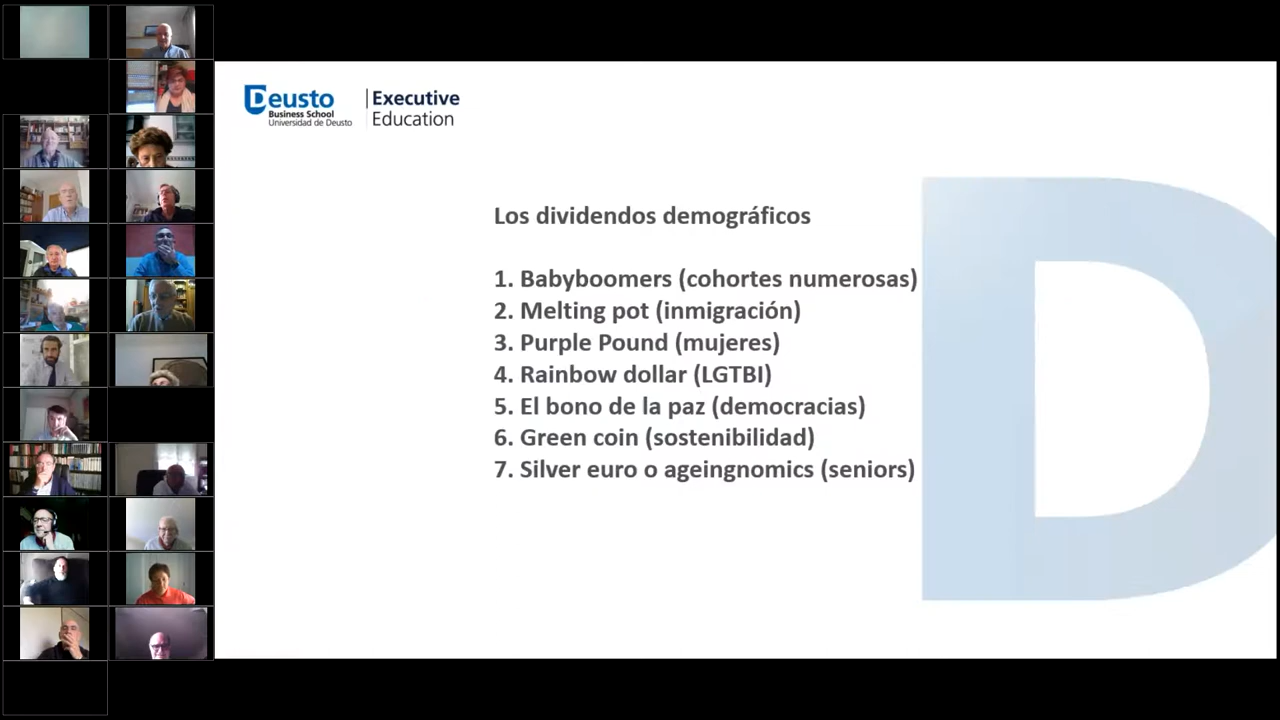 Deusto
Business School
Universidad de Deusto
Executive
Education
Los dividendos demográficos
1. Babyboomers (cohortes numerosas)
2. Melting pot (inmigración)
3. Purple Pound (mujeres)
4. Rainbow dollar (LGTBI)
5. El bono de la paz (democracias)
6. Green coin (sostenibilidad)
7. Silver euro o ageingnomics (seniors)